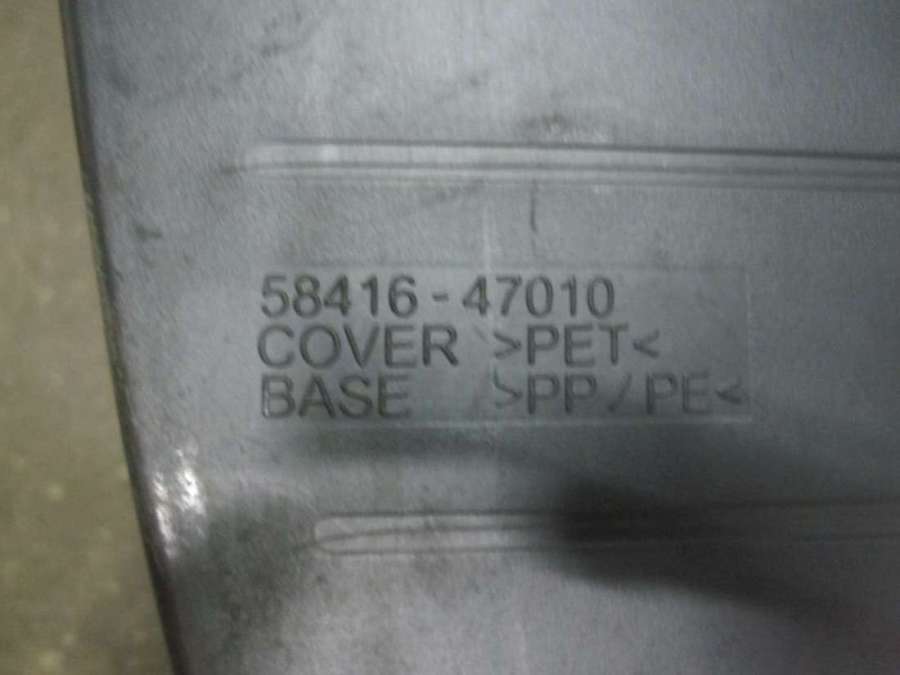 58416-47010
COVER >PET<
BASE >PP/PE<